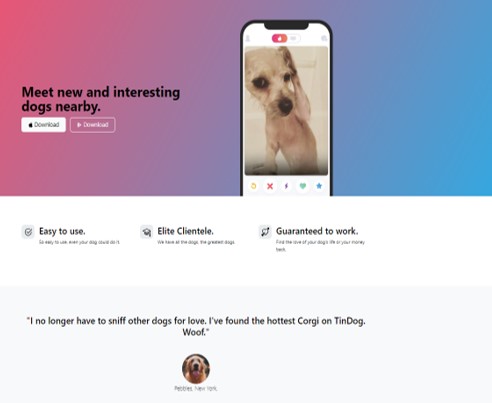 Meet new and interesting
dogs nearby.
Download
Download
Easy to use.
So easy to use, even your dog could do it.
Elite Clientele.
We have all the dogs, the greatest dogs.
Guaranteed to work.
Find the love of your dog's life or your money
back.
"I no longer have to sniff other dogs for love. I've found the hottest Corgi on TinDog.
Woof."
Pebbles, New York.